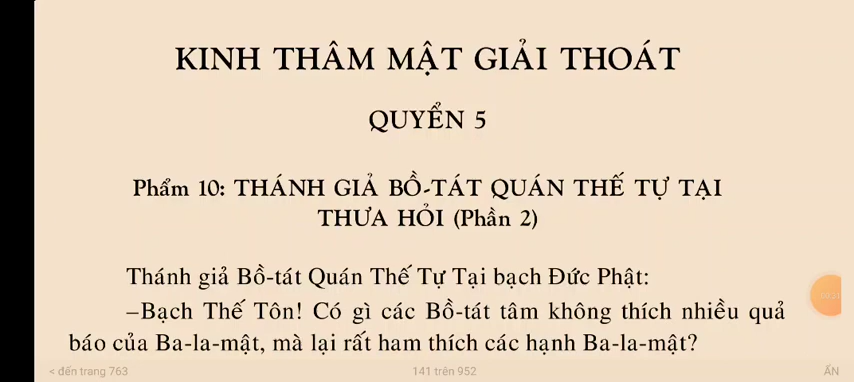 KINH THÂM MẬT GIẢI THOÁT
QUYỂN 5
Phẩm 10: THÁNH GIẢ BỒ-TÁT QUÁN THẾ TỰ TẠI
THƯA HỎI (Phần 2)
Thánh giả Bồ-tát Quán Thế Tự Tại bạch Đức Phật:
–Bạch Thế Tôn! Có gì các Bồ-tát tâm không thích nhiều quả
báo của Ba-la-mật, mà lại rất ham thích các hạnh Ba-la-mật?
< đến trang 763
141 trên 952
ẨN